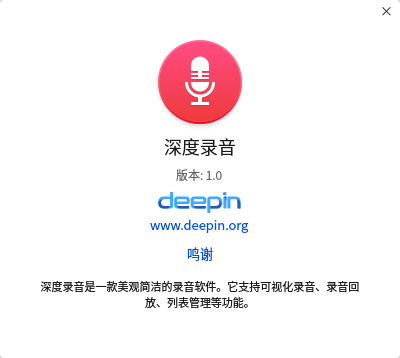 深度录音
版本: 1.0
deepin
www.deepin.org
鸣谢
深度录音是一款美观简洁的录音软件。它支持可视化录音、录音回
放、列表管理等功能。